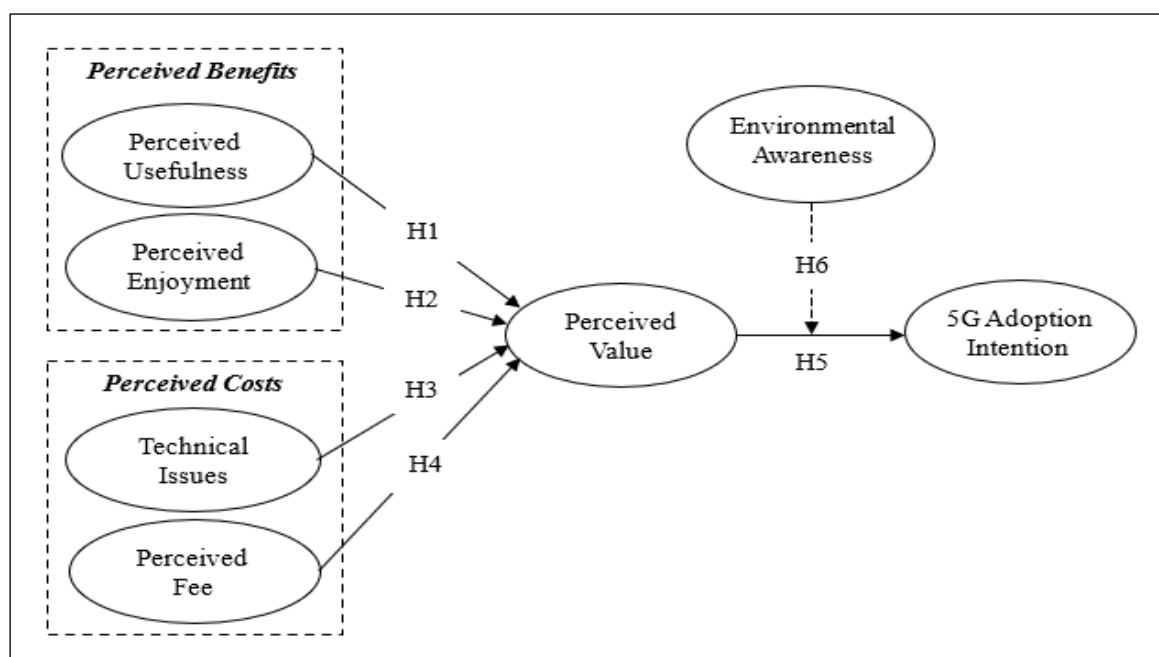 Perceived Benefits
Perceived
Usefulness
Perceived
Enjoyment
H1
H2
Perceived Costs
Technical
Issues
Perceived
Fee
H3
H4
Perceived
Value
Environmental
Awareness
H6
H5
5G Adoption
Intention